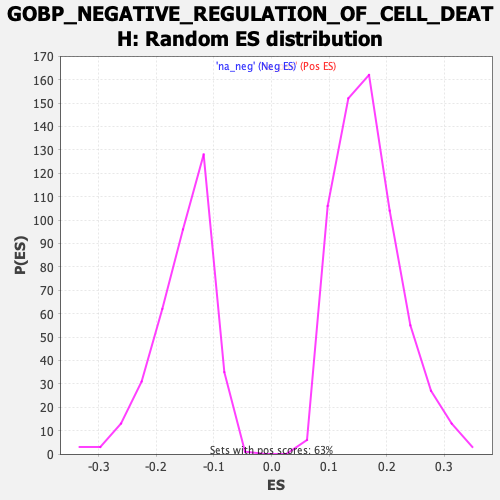 GOBP_NEGATIVE_REGULATION_OF_CELL_DEAT
H: Random ES distribution
'na_neg' (Neg ES) (Pos ES)
170
160
150
140
130
120
110
100
90
80
70
60
50
40
30
20
10
0
P(ES)
Sets with pos scores: 63%
-0.3 -0.2 -0.1 0.0 0.1 0.2 0.3
ES